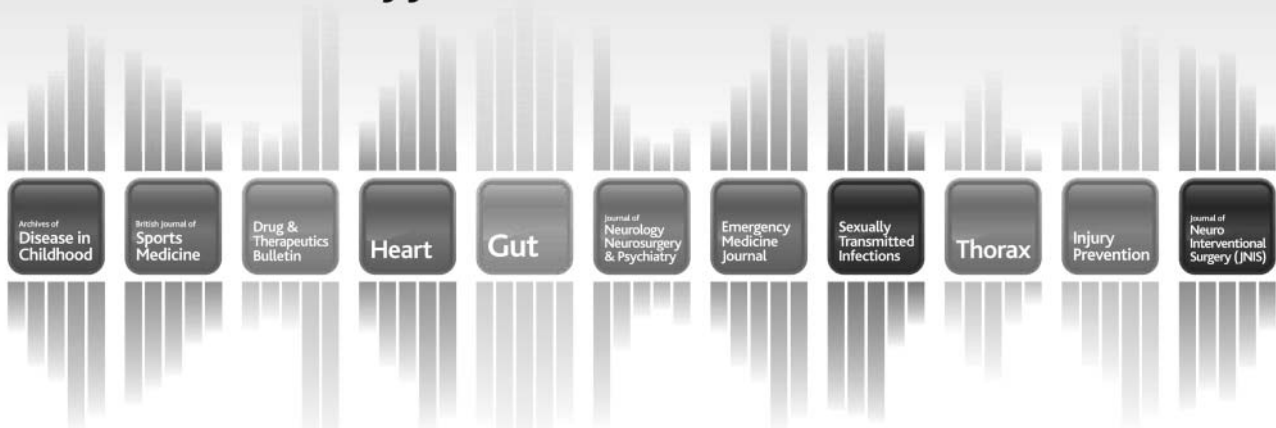 Archives of
Disease in
Childhood
British Journal of
Sports
Medicine
Drug &
Therapeutics
Bulletin
Heart
Gut
Journal of
Neurology
Neurosurgery
& Psychiatry
Emergency
Medicine
Journal
Sexually
Transmitted
Infections
Thorax
Injury
Prevention
Journal of
Neuro
Interventional
Surgery (JNIS)